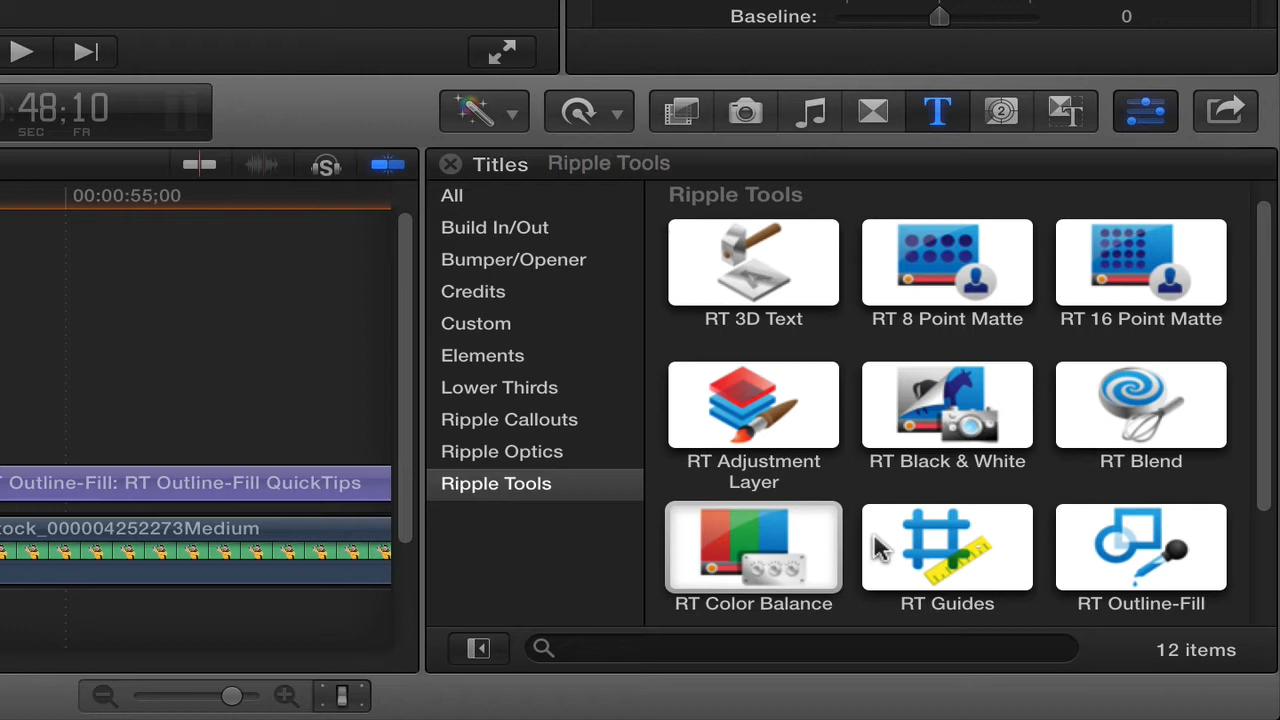 Baseline: 0
:48;10
SEC FR
Titles Ripple Tools
00:00:55;00
All
Build In/Out
Bumper/Opener
Credits
Custom
Elements
Lower Thirds
Ripple Callouts
Ripple Optics
Ripple Tools
Ripple Tools
RT 3D Text
RT 8 Point Matte
RT 16 Point Matte
RT Adjustment
Layer
RT Black & White
RT Blend
RT Color Balance
RT Guides
RT Outline-Fill
T Outline-Fill: RT Outline-Fill QuickTips
tock_000004252273Medium
12 items